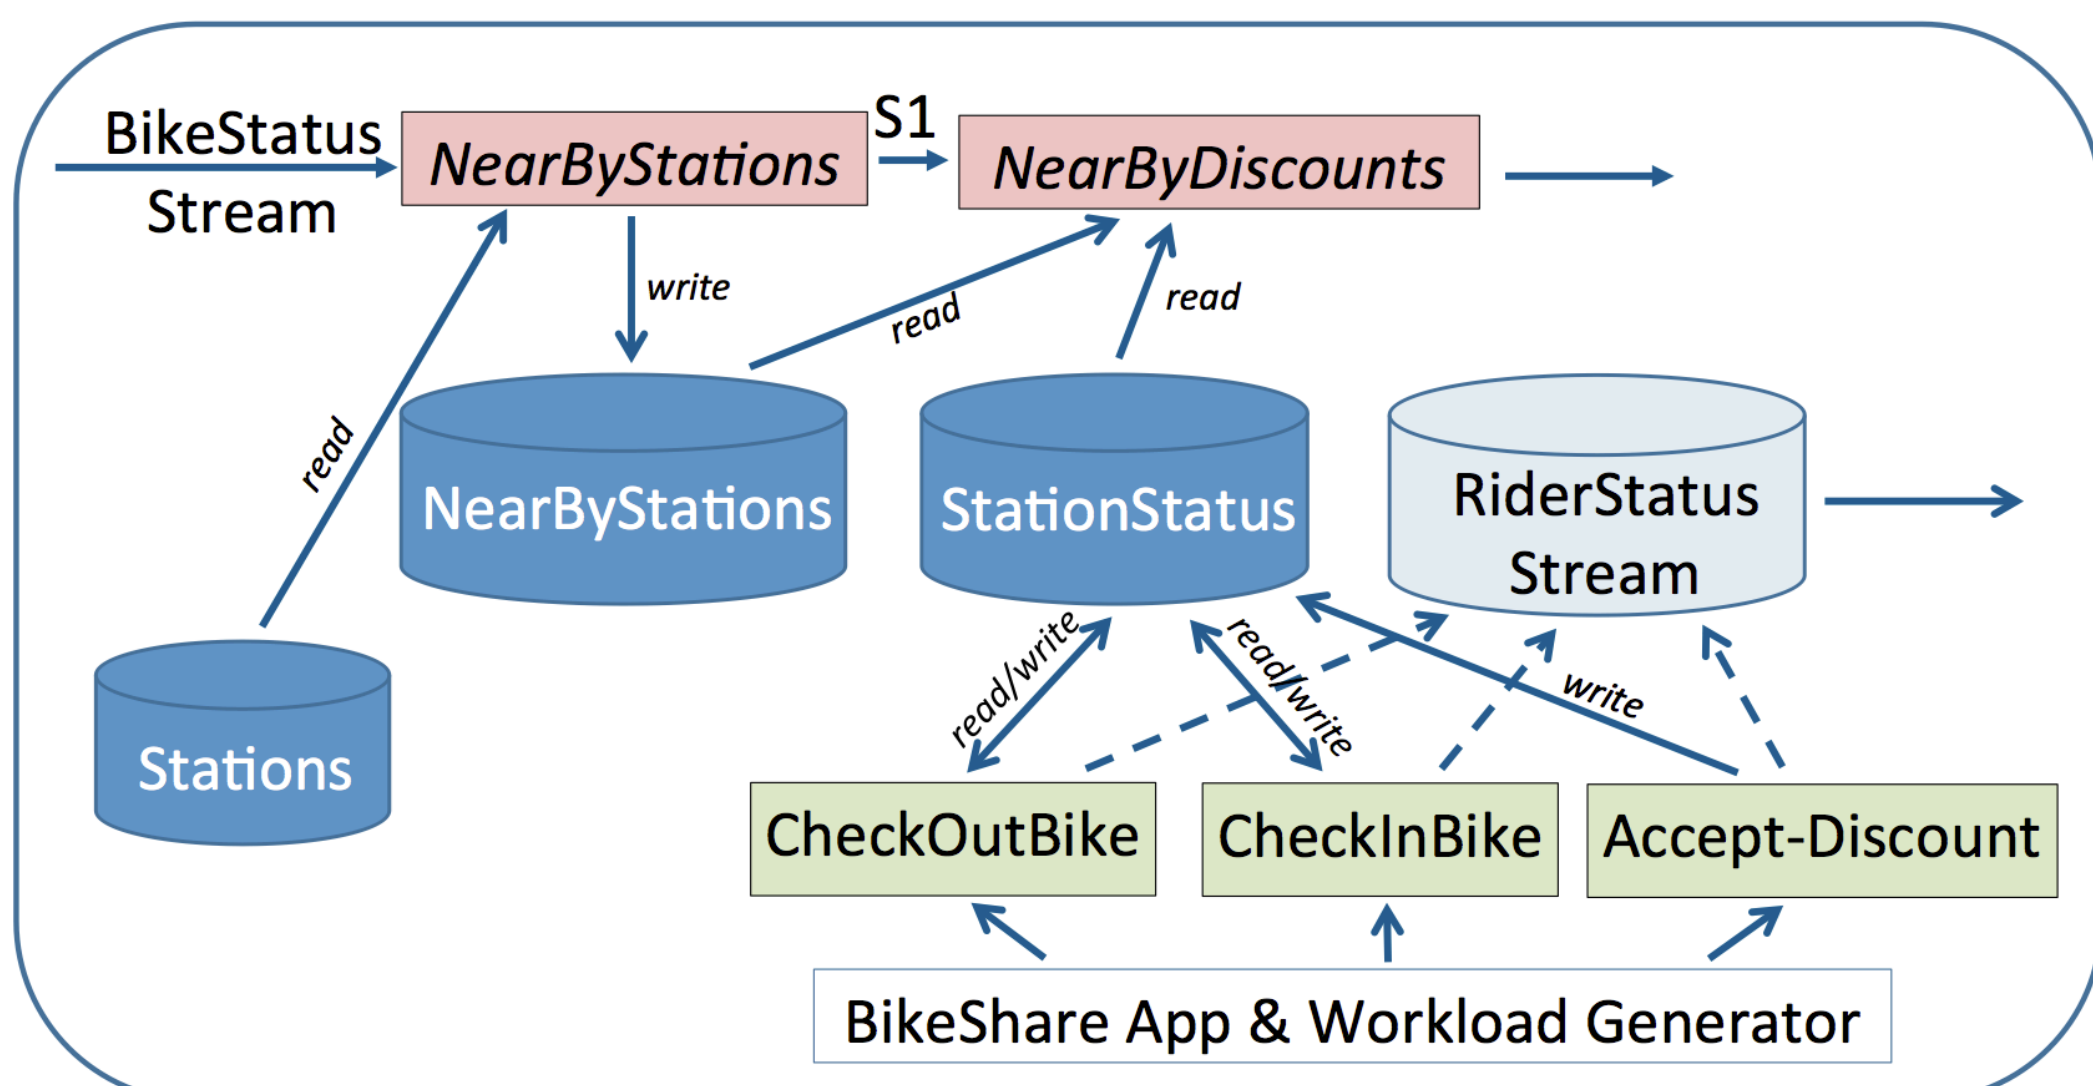 BikeStatus
Stream
NearByStations
S1
NearByDiscounts
write
read
read
read
NearByStations
StationStatus
RiderStatus
Stream
Stations
read/write
read/write
write
CheckOutBike
CheckInBike
Accept-Discount
BikeShare App & Workload Generator